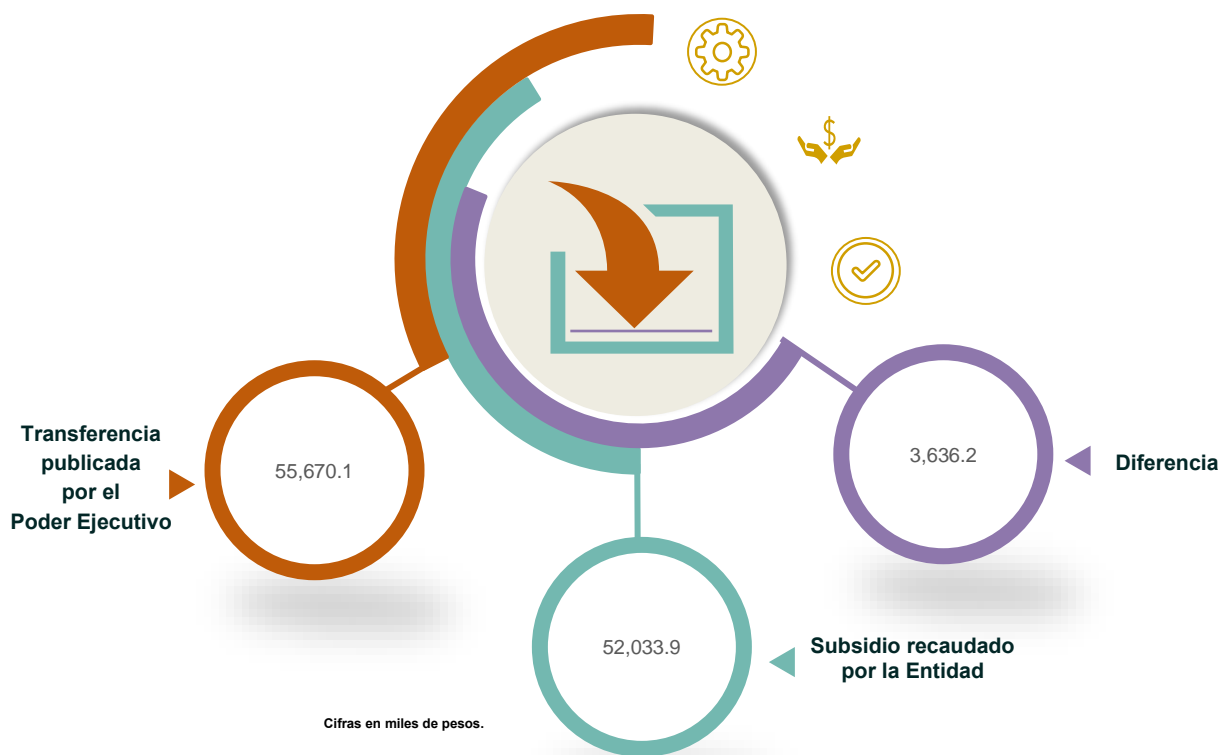 Transferencia
publicada
por el
Poder Ejecutivo
55,670.1
3,636.2
Diferencia
52,033.9
Subsidio recaudado
por la Entidad
Cifras en miles de pesos.
$